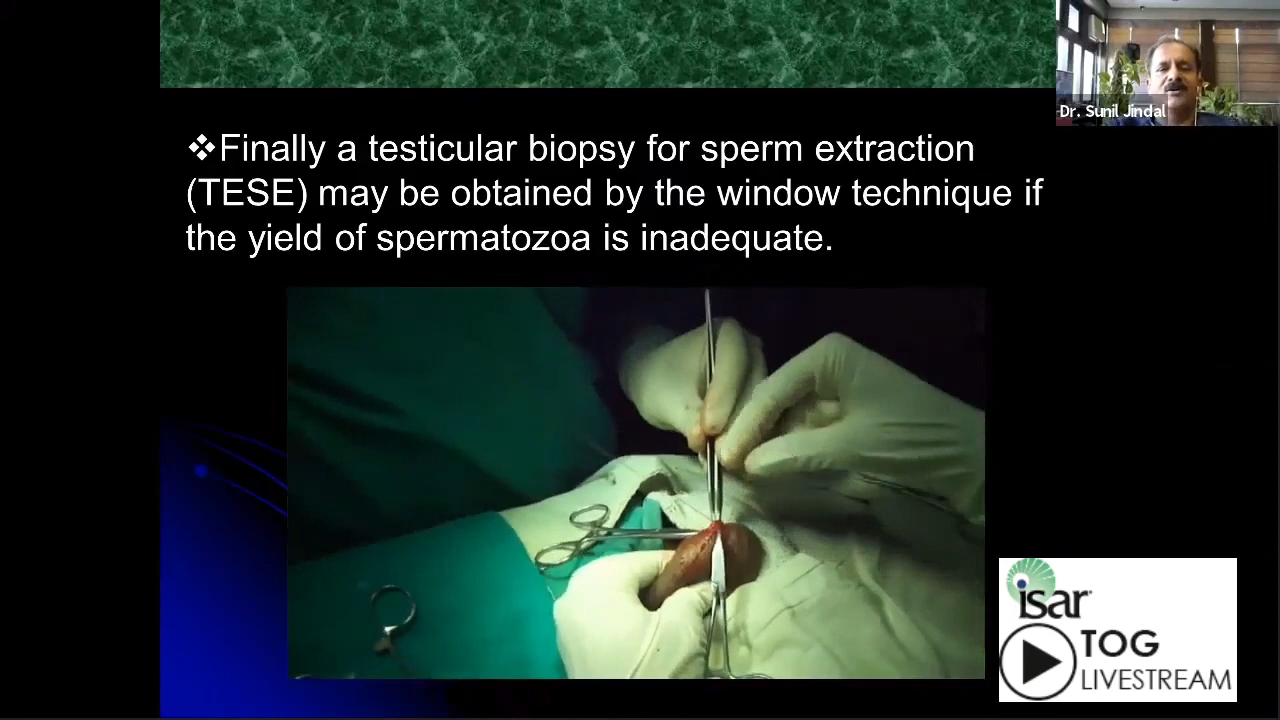 Dr. Sunil Jindal
❖Finally a testicular biopsy for sperm extraction
(TESE) may be obtained by the window technique if
the yield of spermatozoa is inadequate.
isar
TOG
LIVESTREAM